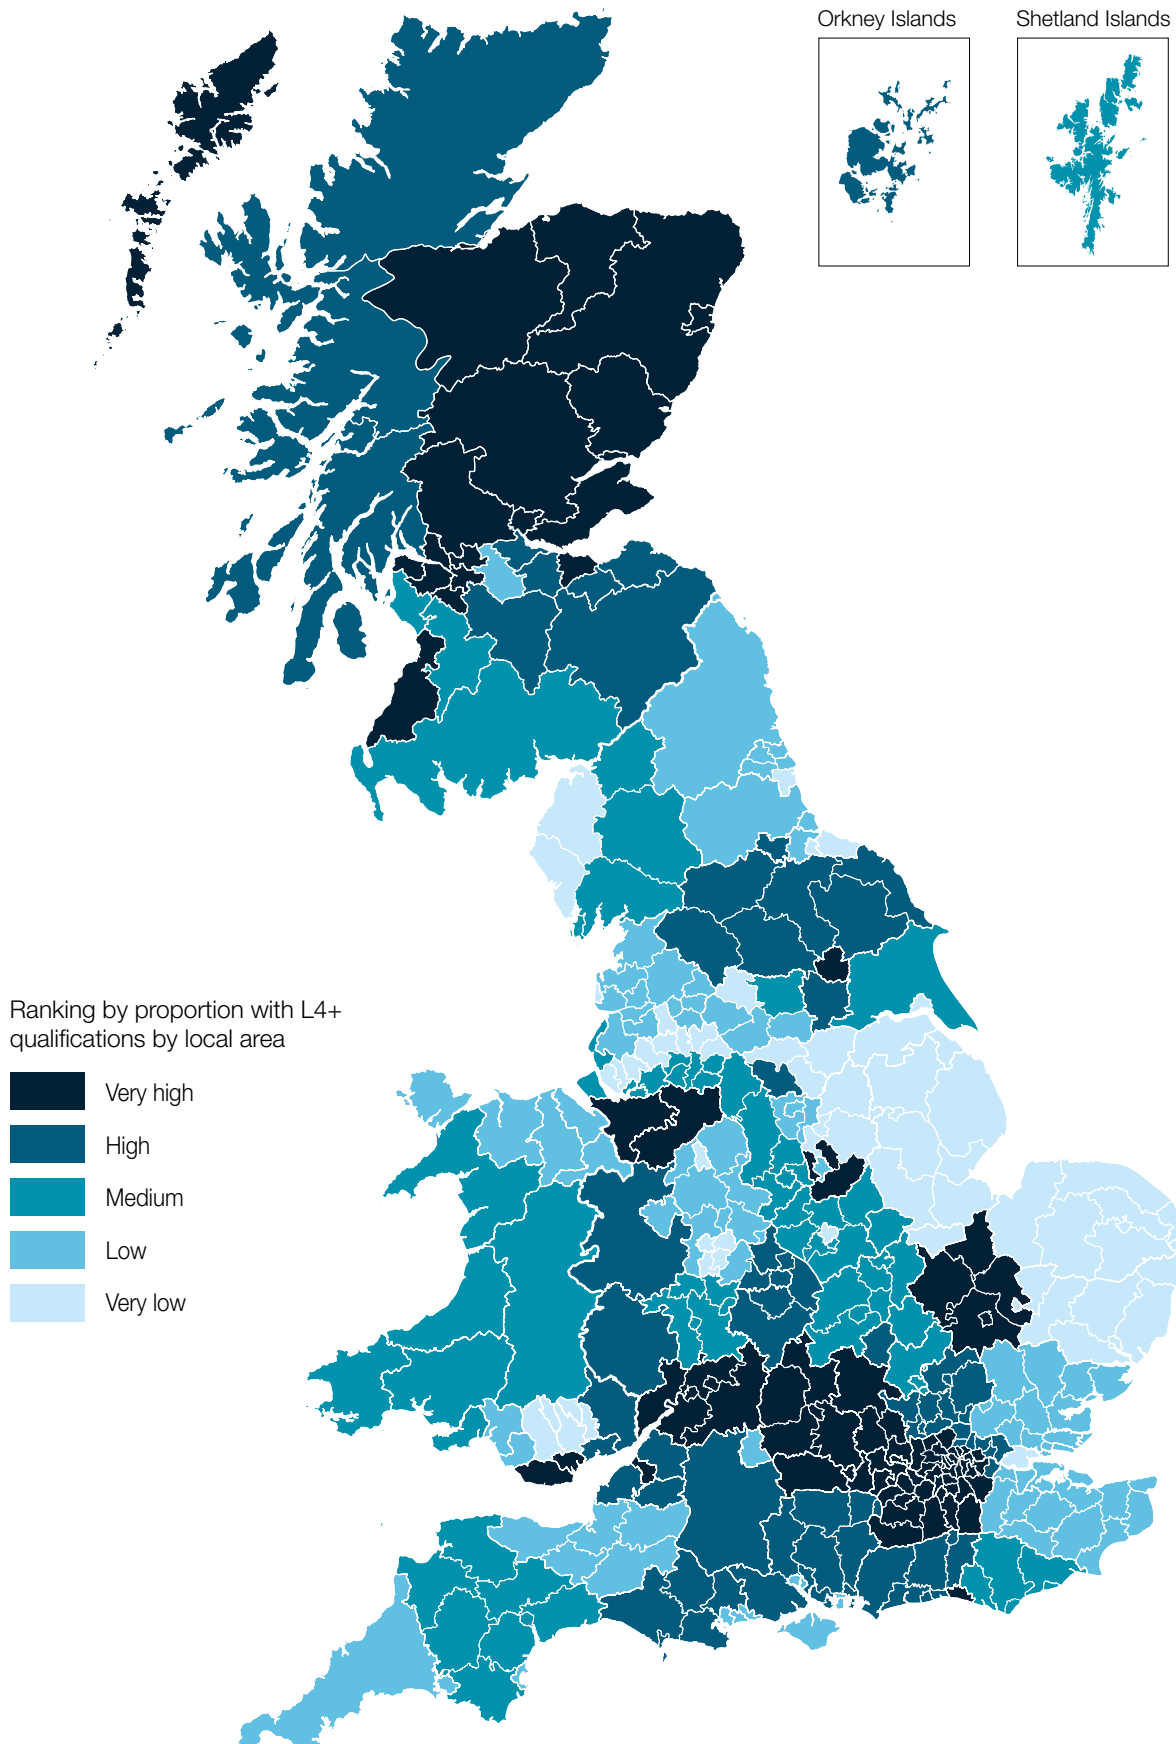 Orkney Islands
Shetland Islands
Ranking by proportion with L4+
qualifications by local area
Very high
High
Medium
Low
Very low